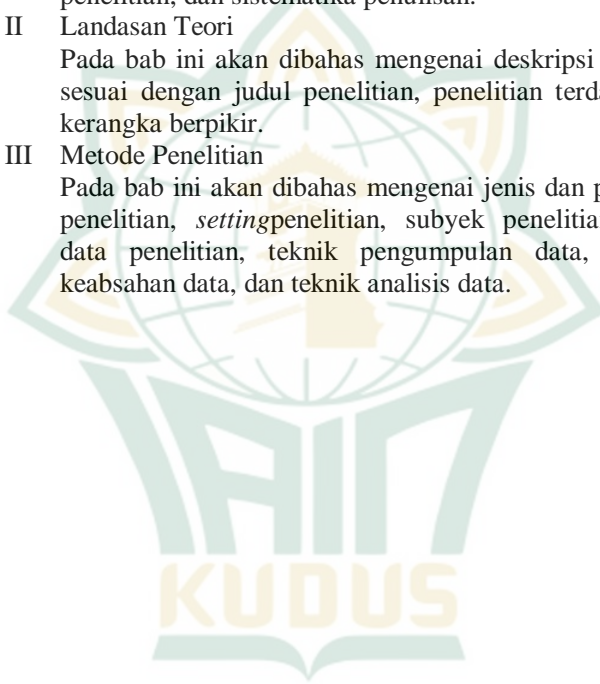 penelitian, dan sistematika penulisan.
II Landasan Teori
Pada bab ini akan dibahas mengenai deskripsi
sesuai dengan judul penelitian, penelitian
kerangka berpikir.
III Metode Penelitian
Pada bab ini akan dibahas mengenai jenis dan
penelitian, settingpenelitian, subyek
data penelitian, teknik pengumpulan data,
keabsahan data, dan teknik analisis data.
IAIN
KUDUS